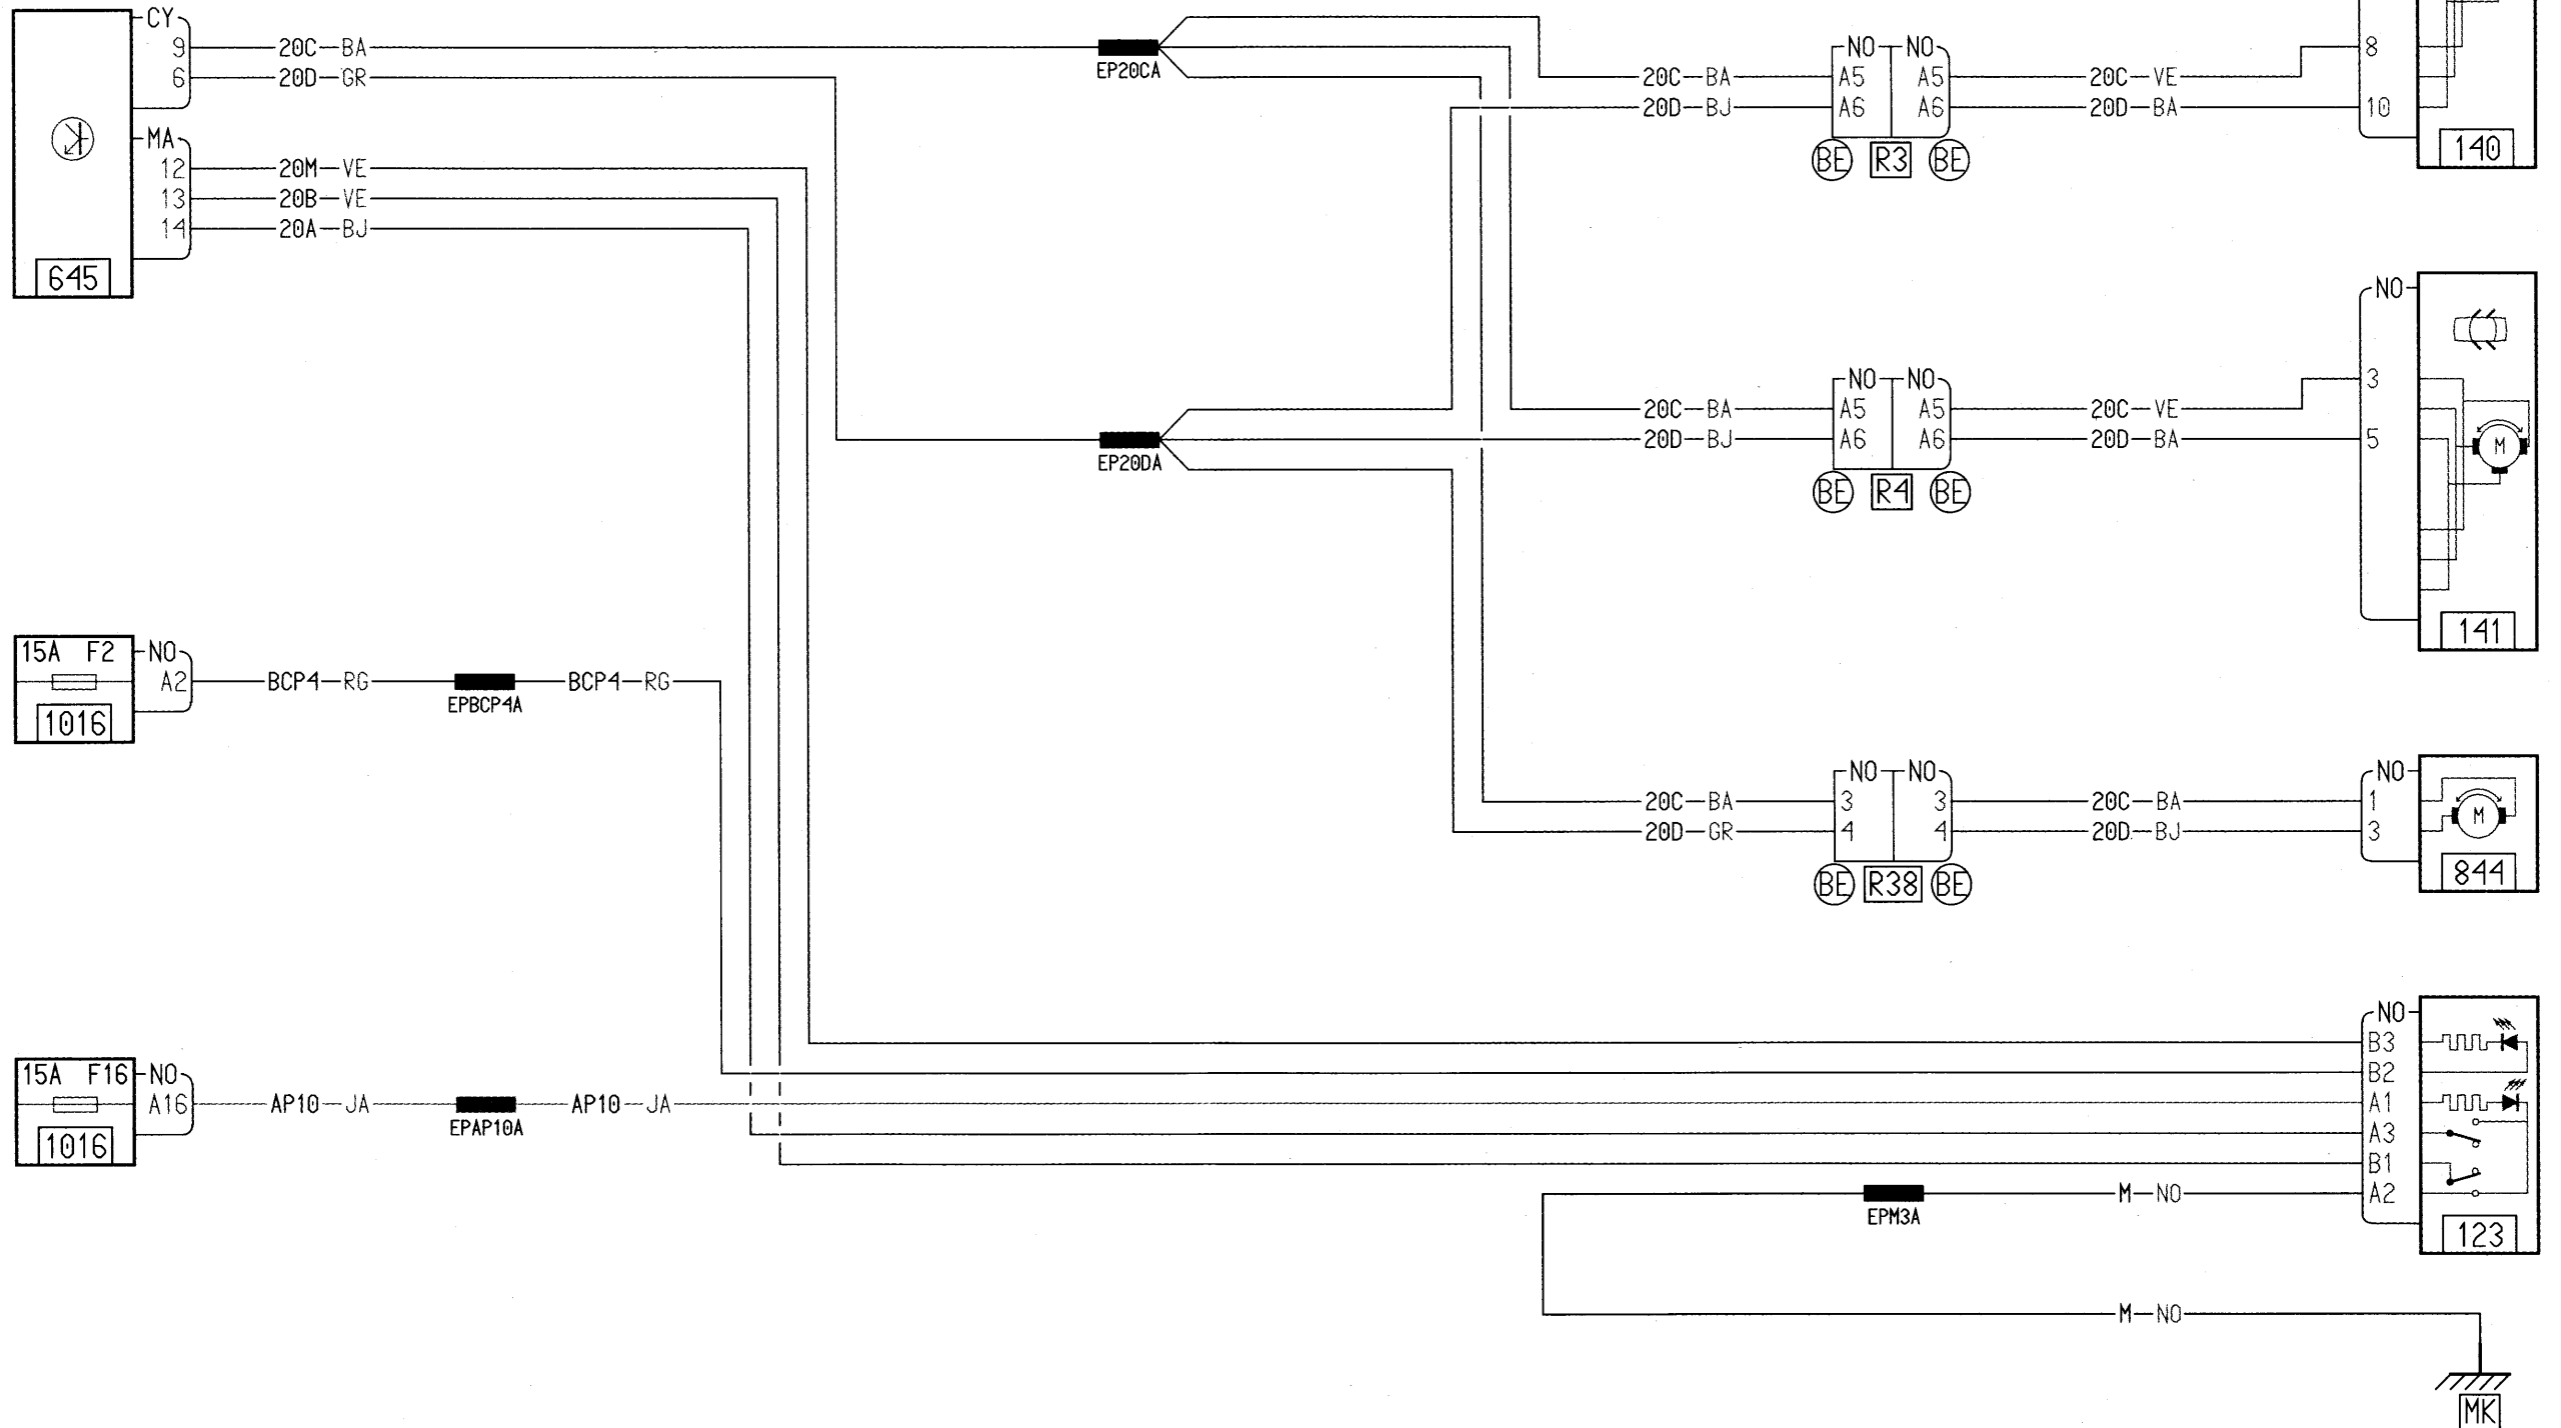 CY
9 20C BA
6 20D GR
MA
12 20M VE
13 20B VE
14 20A BJ
645
EP20CA
NO NO
20C BA A5 A5 20C VE 8
20D BJ A6 A6 20D BA 10
BE R3 BE
140
NO
NO NO
20C BA A5 A5 20C VE 3
20D BJ A6 A6 20D BA 5
EP20DA
BE R4 BE
M
141
15A F2 NO
A2 BCP4 RG BCP4 RG
EPBCP4A
1016
NO NO NO
20C BA 3 3 20C BA 1
20D GR 4 4 20D BJ 3
M
BE R38 BE
844
NO
B3
B2
15A F16 NO
A16 AP10 JA AP10 JA A1
EPAP10A
1016
A3
B1
M NO A2
EPM3A
123
M NO
MK